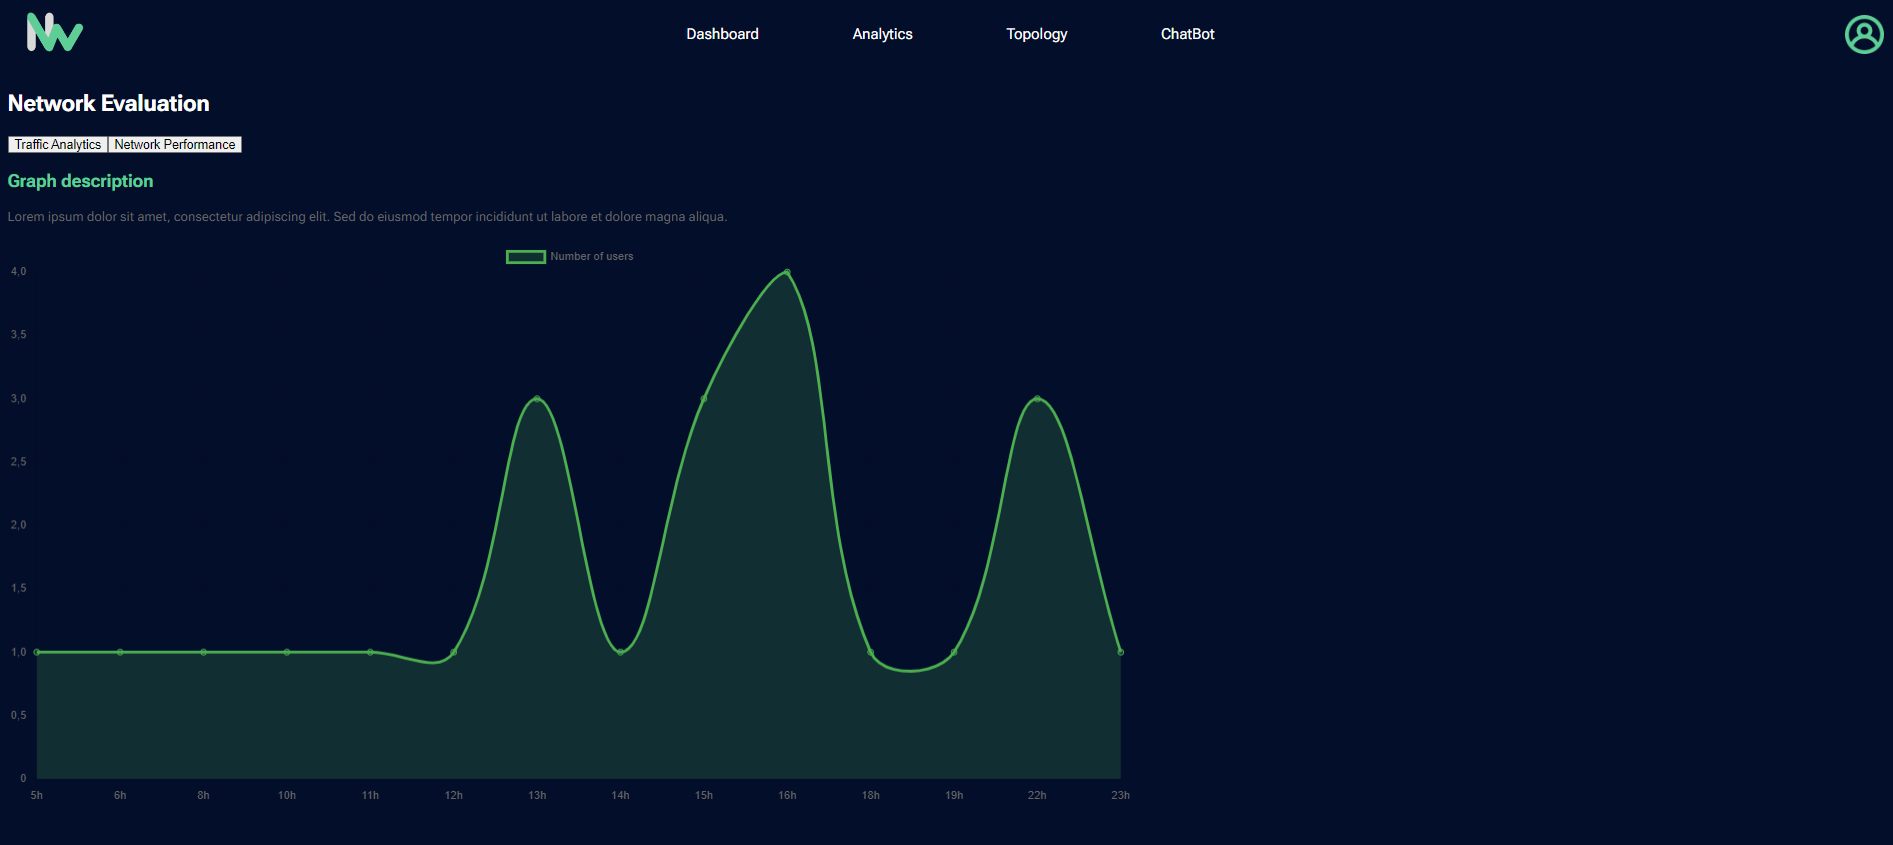 NW
Dashboard Analytics Topology ChatBot
Network Evaluation
Traffic Analytics Network Performance
Graph description
Lorem ipsum dolor sit amet, consectetur adipiscing elit. Sed do eiusmod tempor incididunt ut labore et dolore magna aliqua.
Number of users
4,0
3,5
3,0
2,5
2,0
1,5
1,0
0,5
0
5h 6h 8h 10h 11h 12h 13h 14h 15h 16h 18h 19h 22h 23h